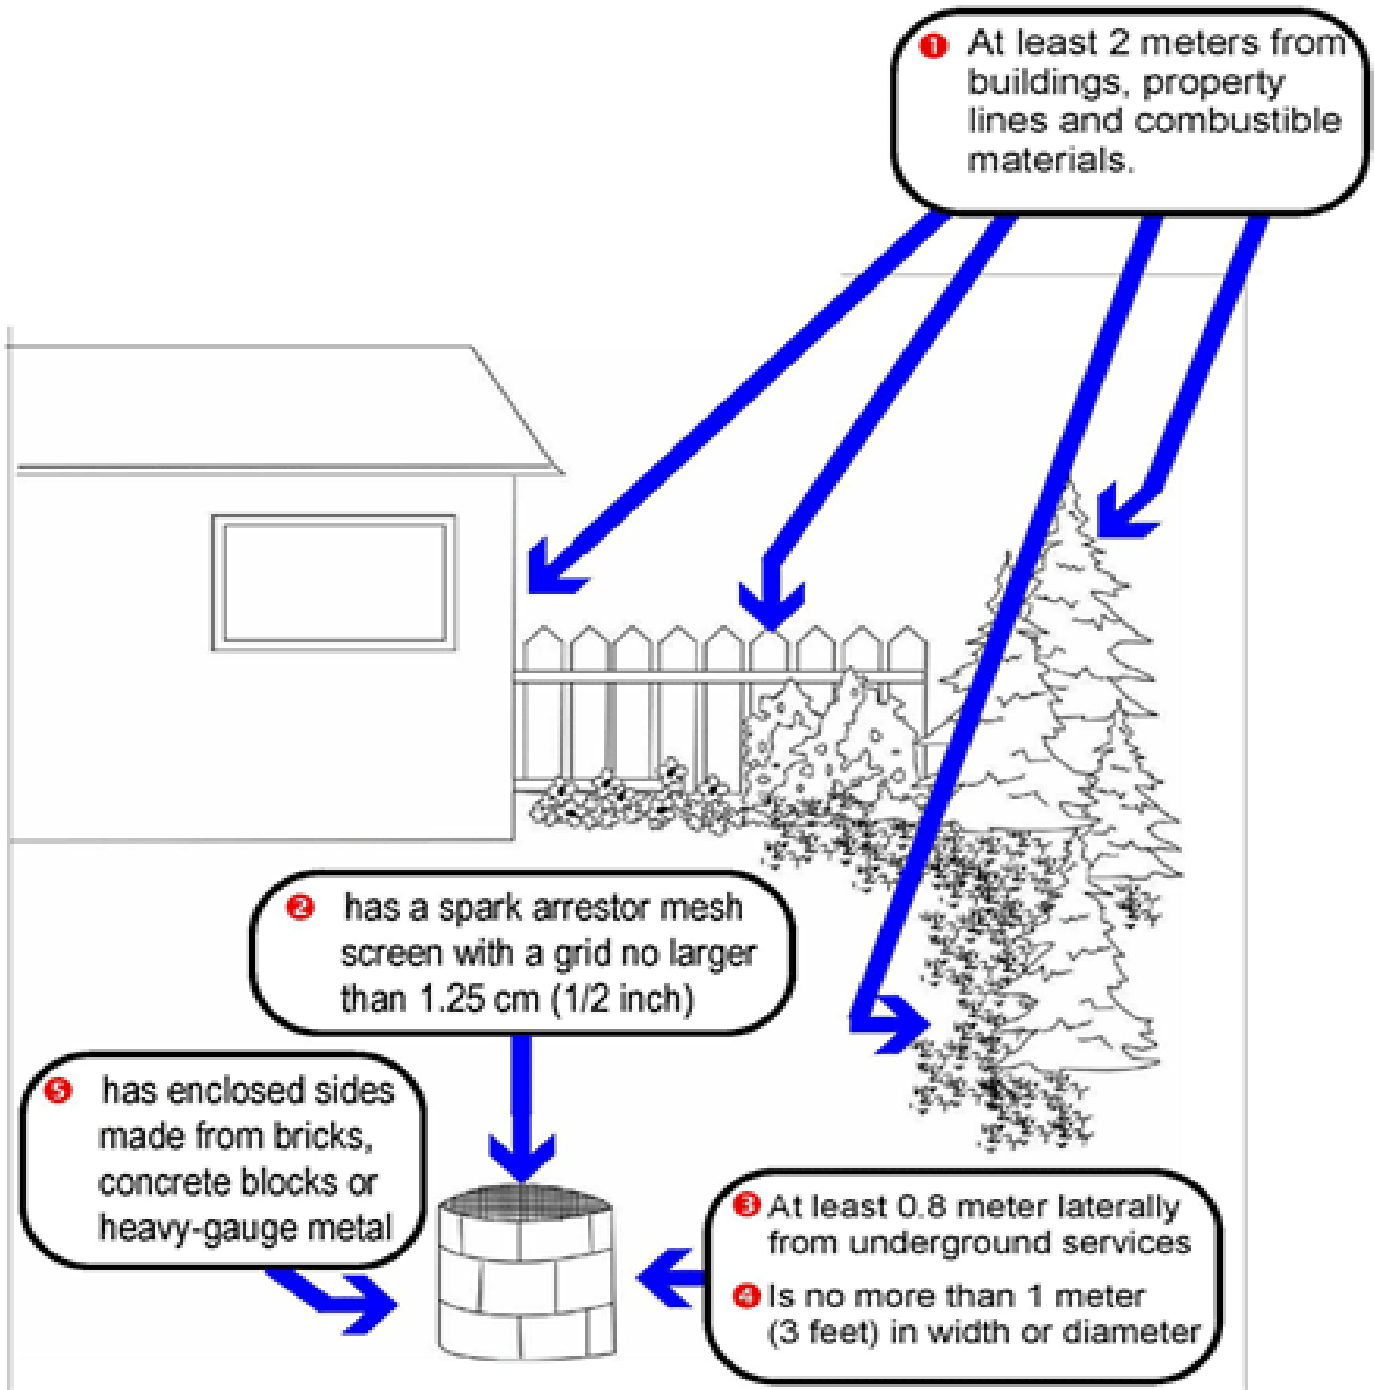 ❶ At least 2 meters from
buildings, property
lines and combustible
materials.
❷ has a spark arrestor mesh
screen with a grid no larger
than 1.25 cm (1/2 inch)
❺ has enclosed sides
made from bricks,
concrete blocks or
heavy-gauge metal
❸ At least 0.8 meter laterally
from underground services
❹ Is no more than 1 meter
(3 feet) in width or diameter